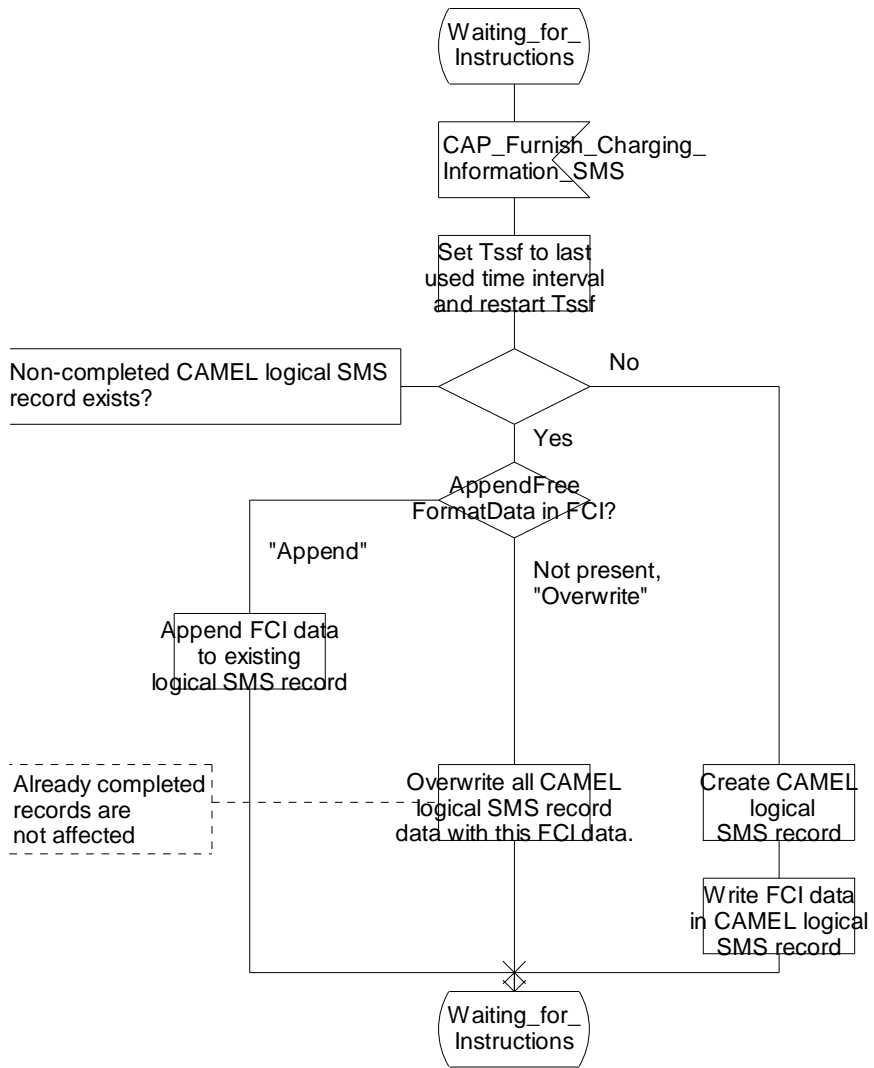 Waiting_for_
Instructions
CAP_Furnish_Charging_
Information_SMS
Set Tssf to last
used time interval
and restart Tssf
Non-completed CAMEL logical SMS
record exists?
No
Yes
AppendFree
FormatData in FCI?
"Append"
Not present,
"Overwrite"
Append FCI data
to existing
logical SMS record
Already completed
records are
not affected
Overwrite all CAMEL
logical SMS record
data with this FCI data.
Create CAMEL
logical
SMS record
Write FCI data
in CAMEL logical
SMS record
Waiting_for_
Instructions